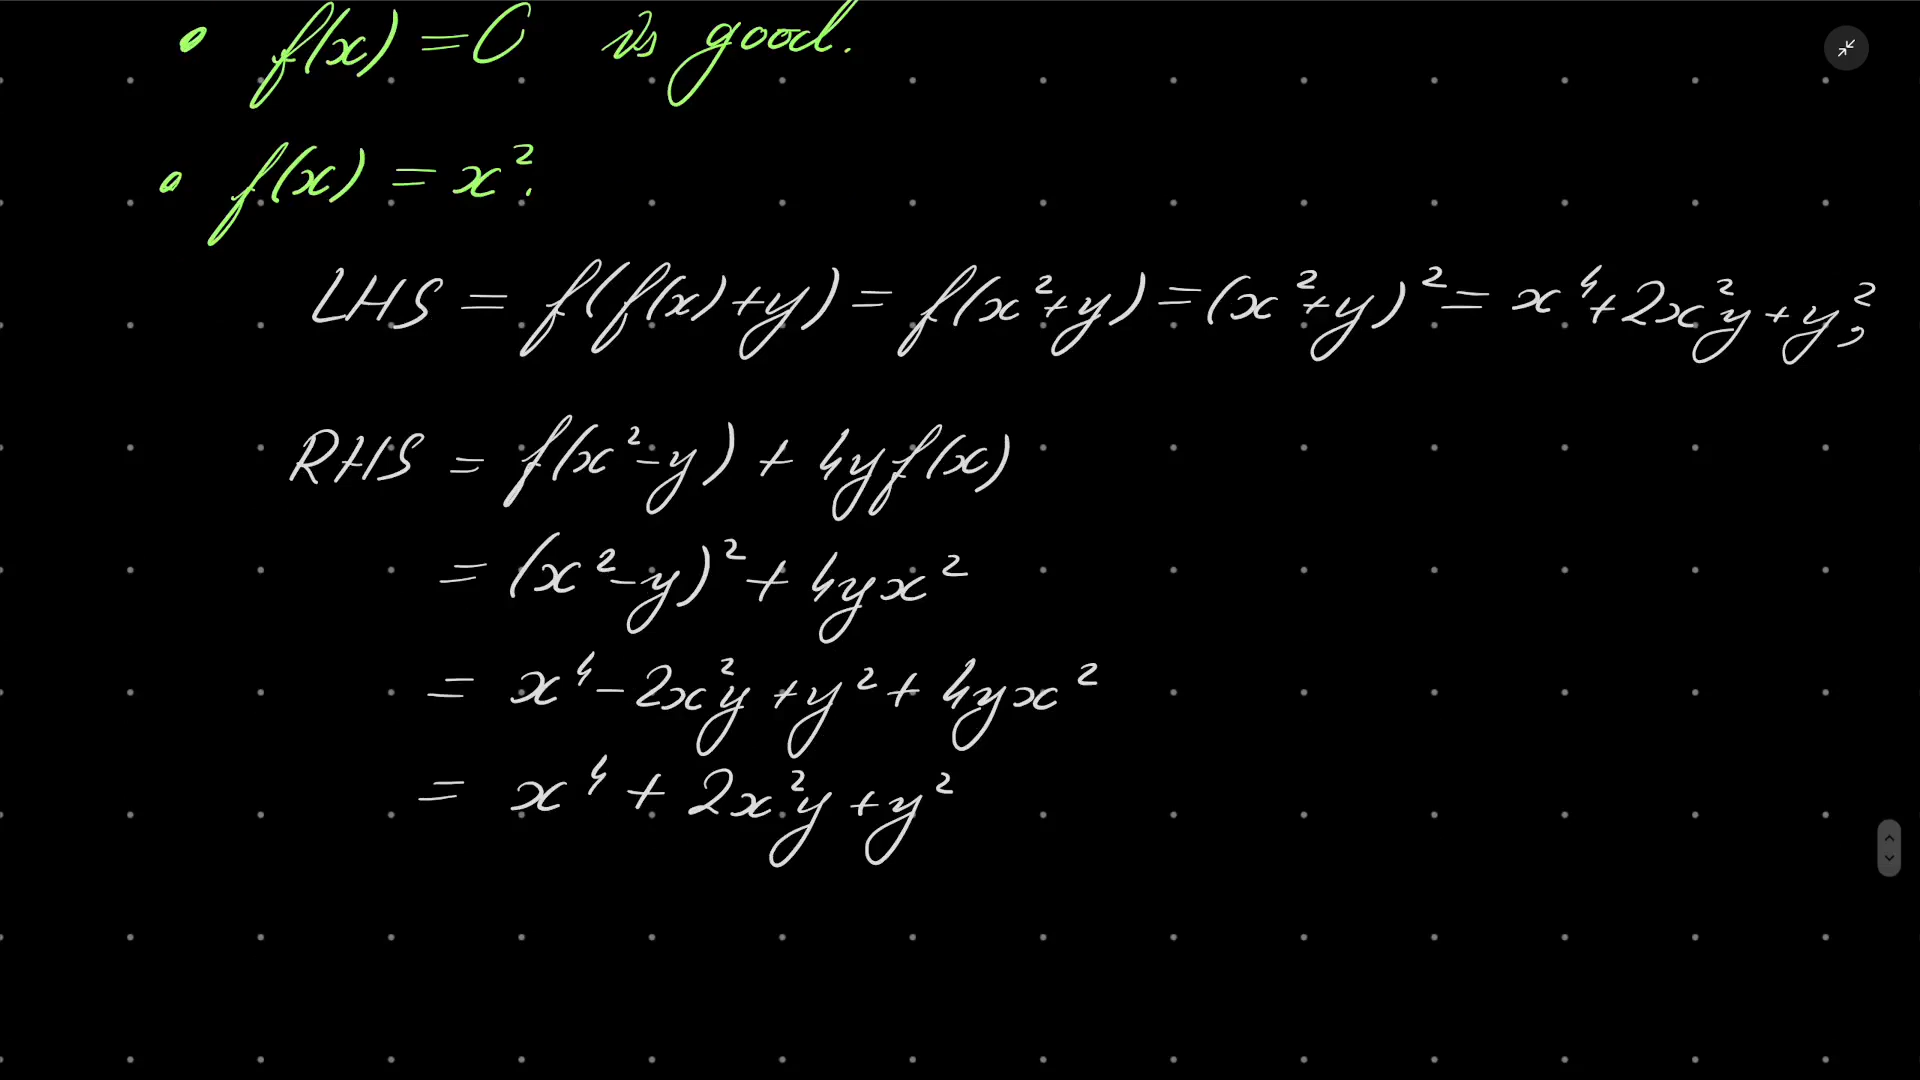 • f(x) = 0 is good.
• f(x) = x².
LHS = f(f(x)+y) = f(x²+y) = (x²+y)² = x⁴+2x²y+y²,
RHS = f(x²-y) + 4yf(x)
= (x²-y)² + 4yx²
= x⁴-2x²y+y²+4yx²
= x⁴ + 2x²y + y²